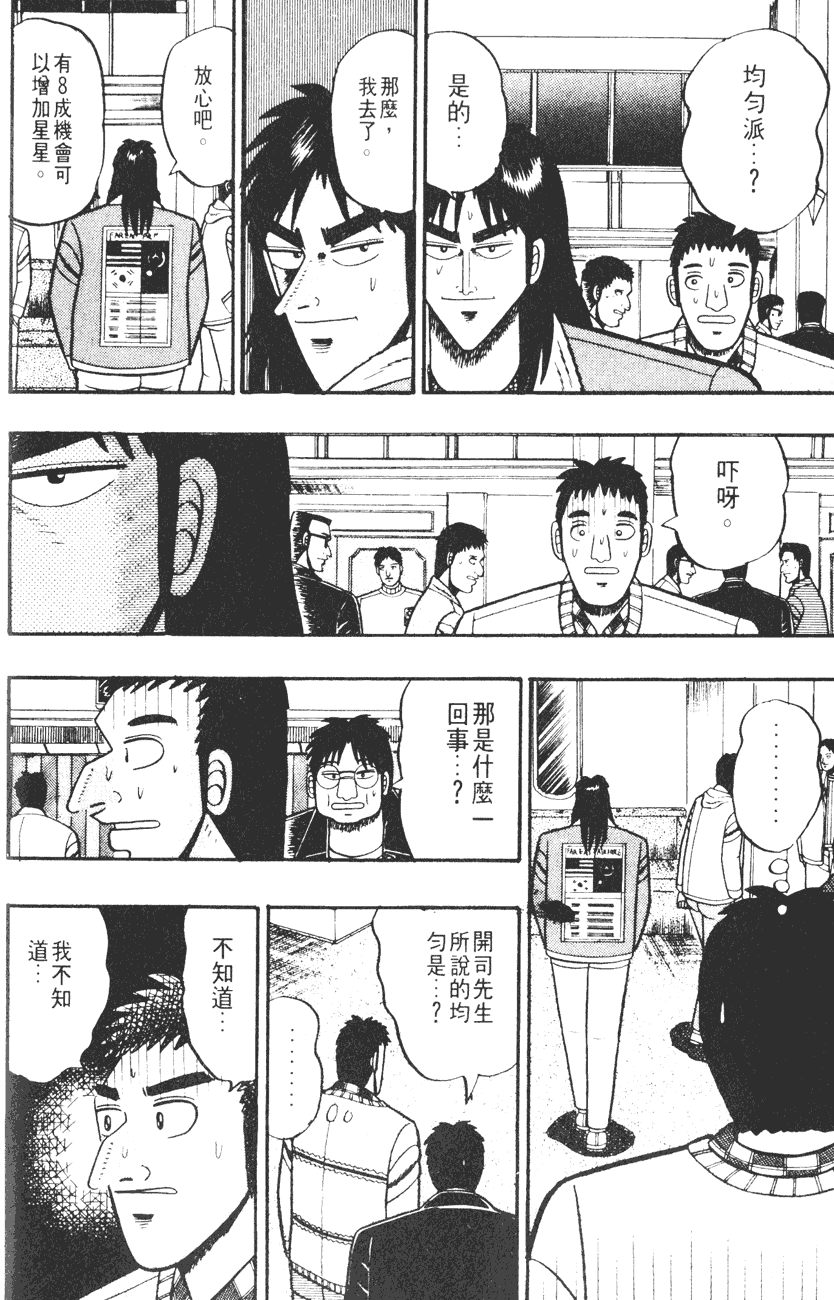 均勻派…?
是的…
那麼，
我去了。
放心吧。
有8成機會可
以增加星星。
吓呀。
………
那是什麼一
回事…?
開司先生
所說的均
勻是…?
………
不知道…
我不知
道…